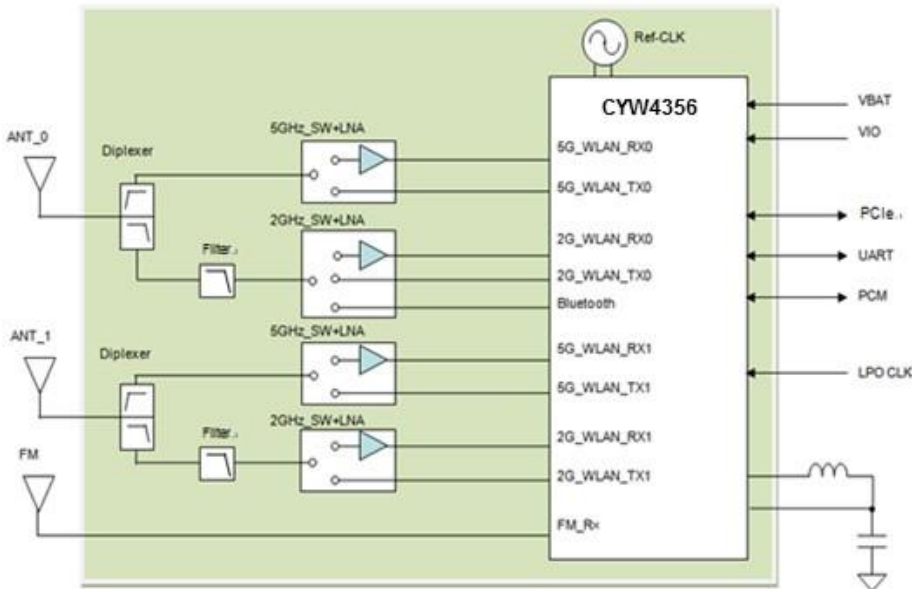 Ref-CLK
CYW4356
VBAT
5GHz_SW+LNA
VIO
ANT_0
5G_WLAN_RX0
Diplexer
5G_WLAN_TX0
PCIe.
2GHz_SW+LNA
2G_WLAN_RX0
Filter.
UART
2G_WLAN_TX0
PCM
Bluetooth
5GHz_SW+LNA
ANT_1
5G_WLAN_RX1
Diplexer
LPO CLK
5G_WLAN_TX1
2GHz_SW+LNA
Filter.
2G_WLAN_RX1
FM
2G_WLAN_TX1
FM_Rx